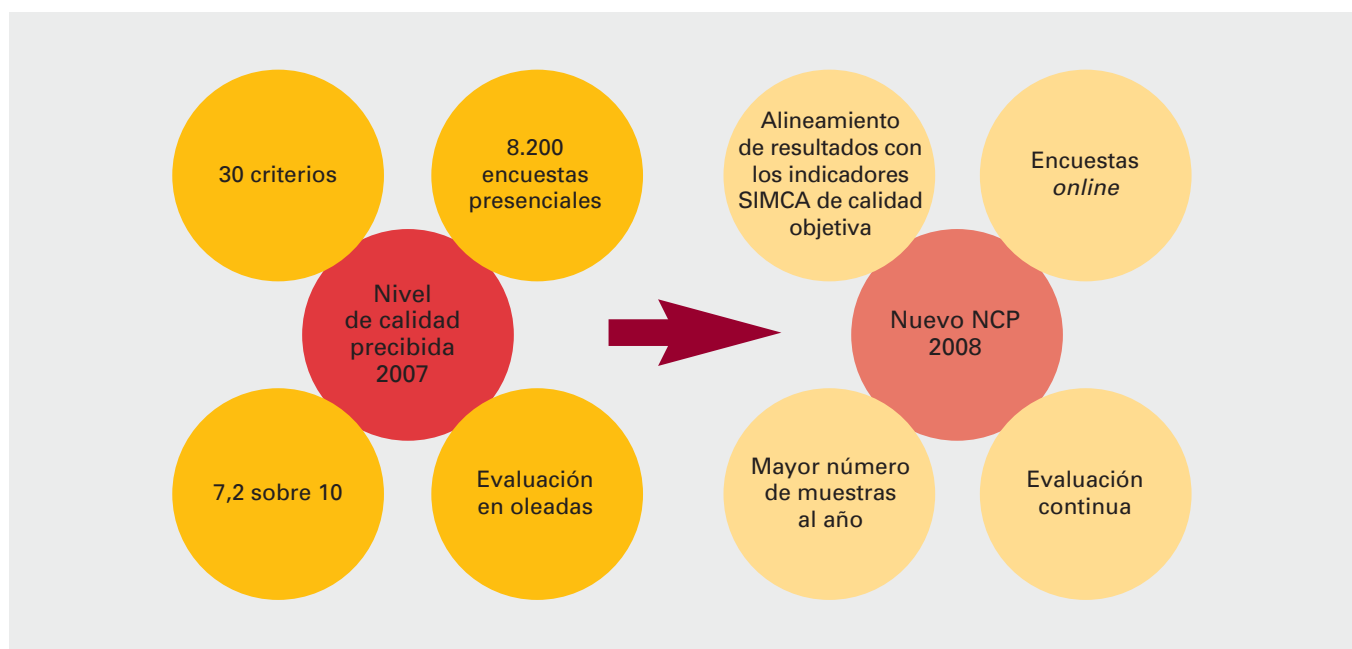 30 criterios
8.200
encuestas
presenciales
Nivel
de calidad
precibida
2007
7,2 sobre 10
Evaluación
en oleadas
Alineamiento
de resultados con
los indicadores
SIMCA de calidad
objetiva
Encuestas
online
Nuevo NCP
2008
Mayor número
de muestras
al año
Evaluación
continua